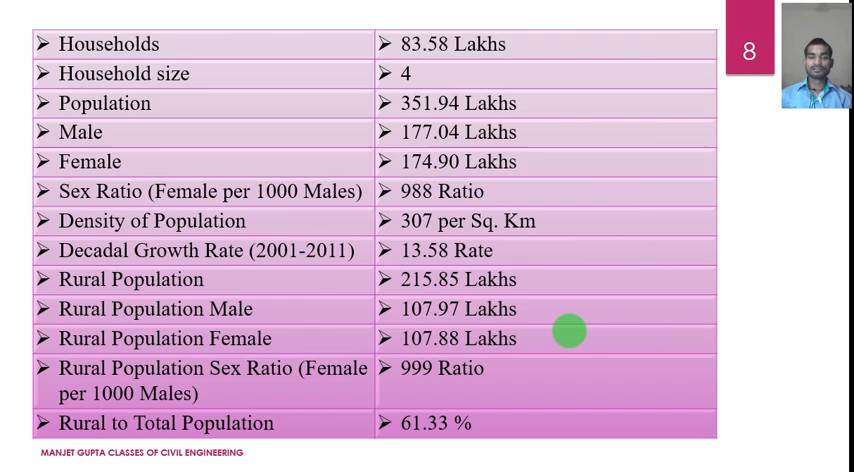 8
➤ Households ➤ 83.58 Lakhs
➤ Household size ➤ 4
➤ Population ➤ 351.94 Lakhs
➤ Male ➤ 177.04 Lakhs
➤ Female ➤ 174.90 Lakhs
➤ Sex Ratio (Female per 1000 Males) ➤ 988 Ratio
➤ Density of Population ➤ 307 per Sq. Km
➤ Decadal Growth Rate (2001-2011) ➤ 13.58 Rate
➤ Rural Population ➤ 215.85 Lakhs
➤ Rural Population Male ➤ 107.97 Lakhs
➤ Rural Population Female ➤ 107.88 Lakhs
➤ Rural Population Sex Ratio (Female ➤ 999 Ratio
per 1000 Males)
➤ Rural to Total Population ➤ 61.33 %
MANJET GUPTA CLASSES OF CIVIL ENGINEERING